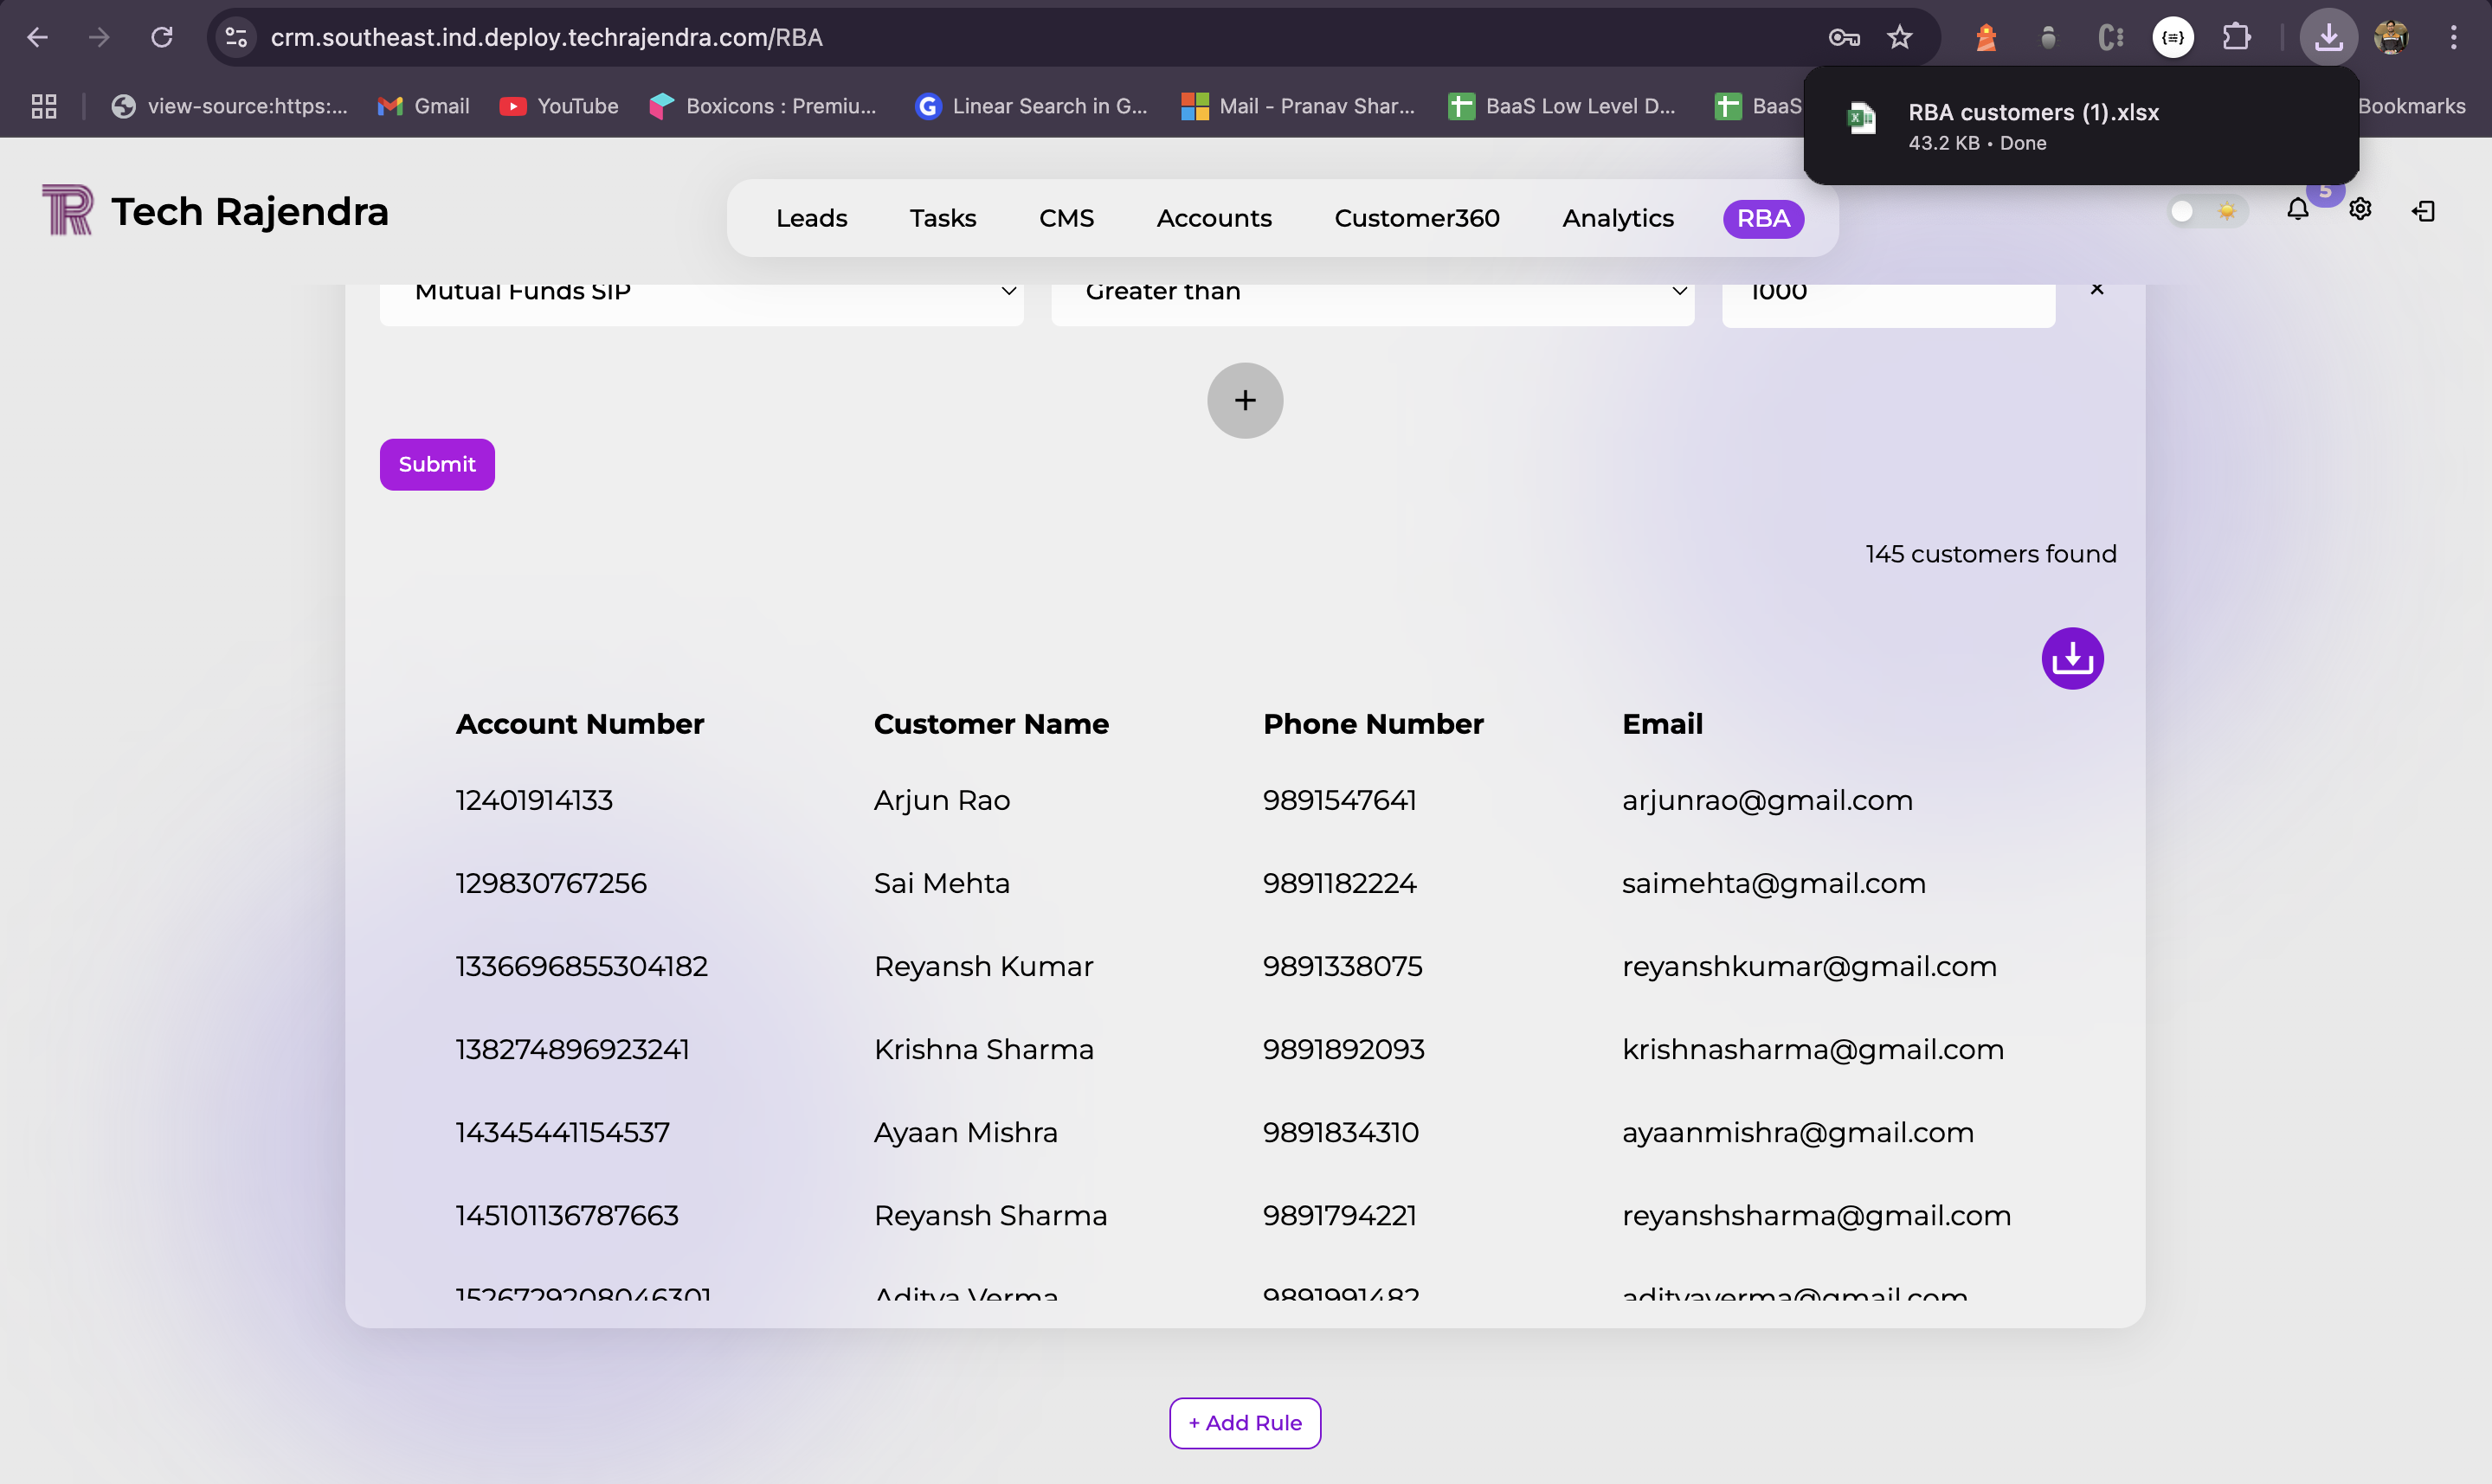 crm.southeast.ind.deploy.techrajendra.com/RBA
view-source:https:... Gmail YouTube Boxicons : Premiu... Linear Search in G... Mail - Pranav Shar... BaaS Low Level D... BaaS Bookmarks
RBA customers (1).xlsx
43.2 KB • Done
Tech Rajendra
Leads Tasks CMS Accounts Customer360 Analytics RBA
5
Mutual Funds SIP Greater than 1000 ×
+
Submit
145 customers found
Account Number Customer Name Phone Number Email
12401914133 Arjun Rao 9891547641 arjunrao@gmail.com
129830767256 Sai Mehta 9891182224 saimehta@gmail.com
1336696855304182 Reyansh Kumar 9891338075 reyanshkumar@gmail.com
138274896923241 Krishna Sharma 9891892093 krishnasharma@gmail.com
14345441154537 Ayaan Mishra 9891834310 ayaanmishra@gmail.com
145101136787663 Reyansh Sharma 9891794221 reyanshsharma@gmail.com
1526729208046301 Aditya Verma 9891991482 adityaverma@gmail.com
+ Add Rule